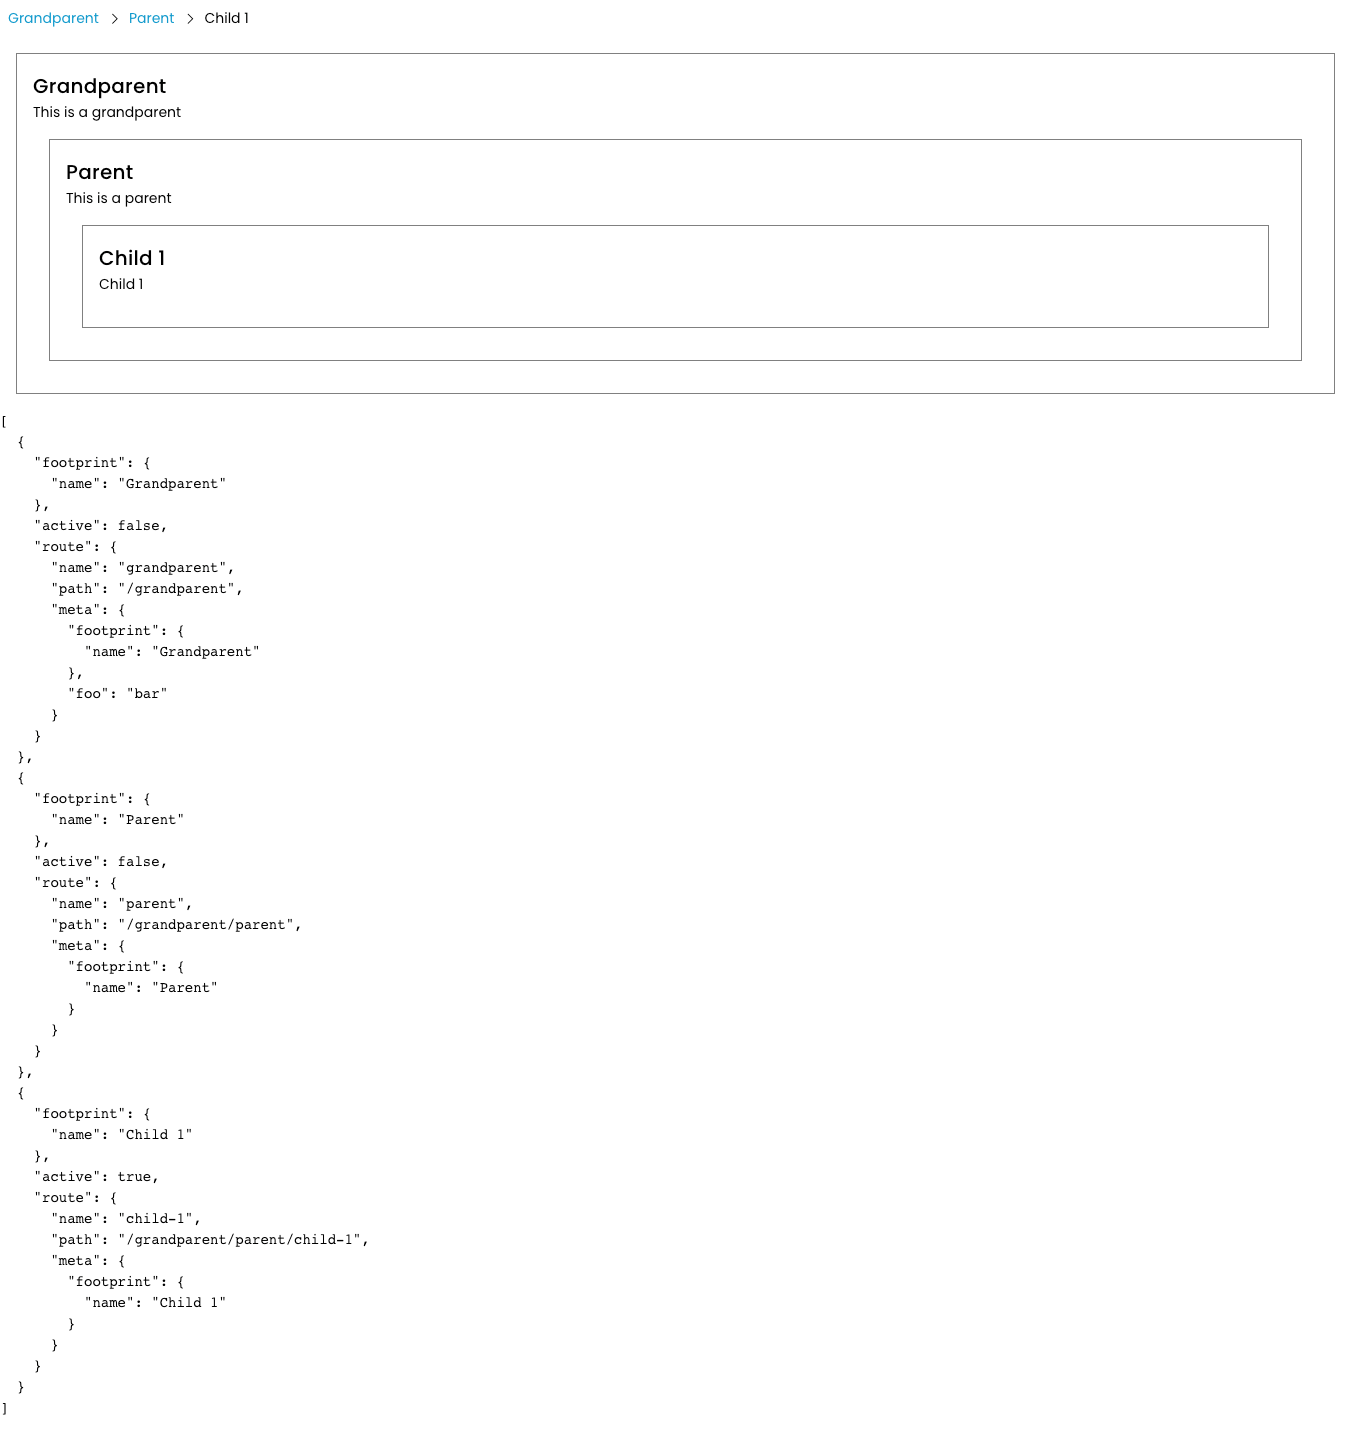 Grandparent > Parent > Child 1
Grandparent
This is a grandparent
Parent
This is a parent
Child 1
Child 1
[
  {
    "footprint": {
      "name": "Grandparent"
    },
    "active": false,
    "route": {
      "name": "grandparent",
      "path": "/grandparent",
      "meta": {
        "footprint": {
          "name": "Grandparent"
        },
        "foo": "bar"
      }
    }
  },
  {
    "footprint": {
      "name": "Parent"
    },
    "active": false,
    "route": {
      "name": "parent",
      "path": "/grandparent/parent",
      "meta": {
        "footprint": {
          "name": "Parent"
        }
      }
    }
  },
  {
    "footprint": {
      "name": "Child 1"
    },
    "active": true,
    "route": {
      "name": "child-1",
      "path": "/grandparent/parent/child-1",
      "meta": {
        "footprint": {
          "name": "Child 1"
        }
      }
    }
  }
]